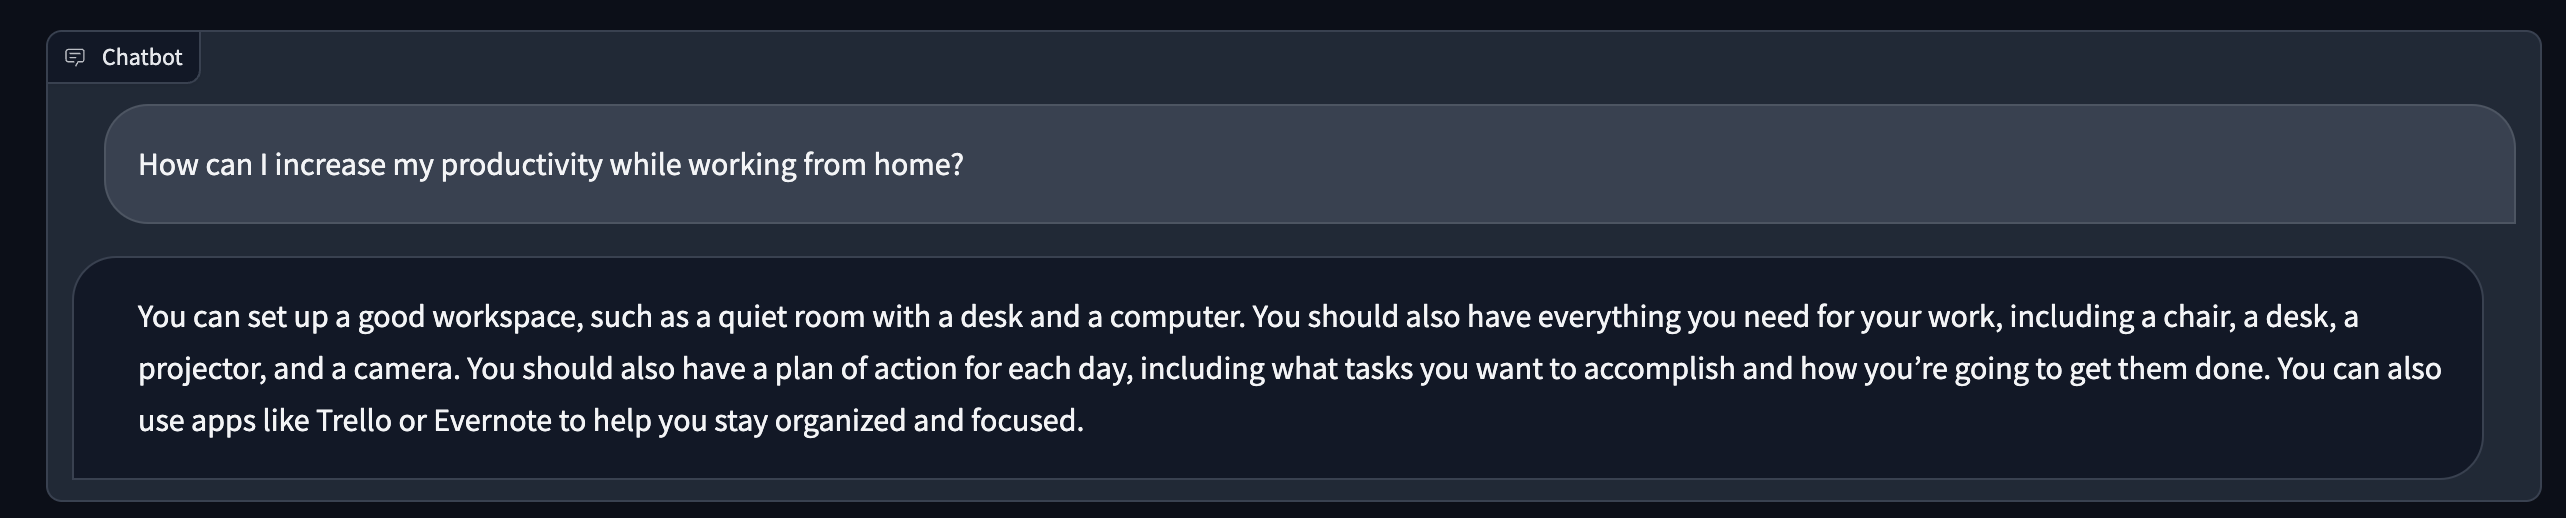 Chatbot
How can I increase my productivity while working from home?
You can set up a good workspace, such as a quiet room with a desk and a computer. You should also have everything you need for your work, including a chair, a desk, a
projector, and a camera. You should also have a plan of action for each day, including what tasks you want to accomplish and how you’re going to get them done. You can also
use apps like Trello or Evernote to help you stay organized and focused.